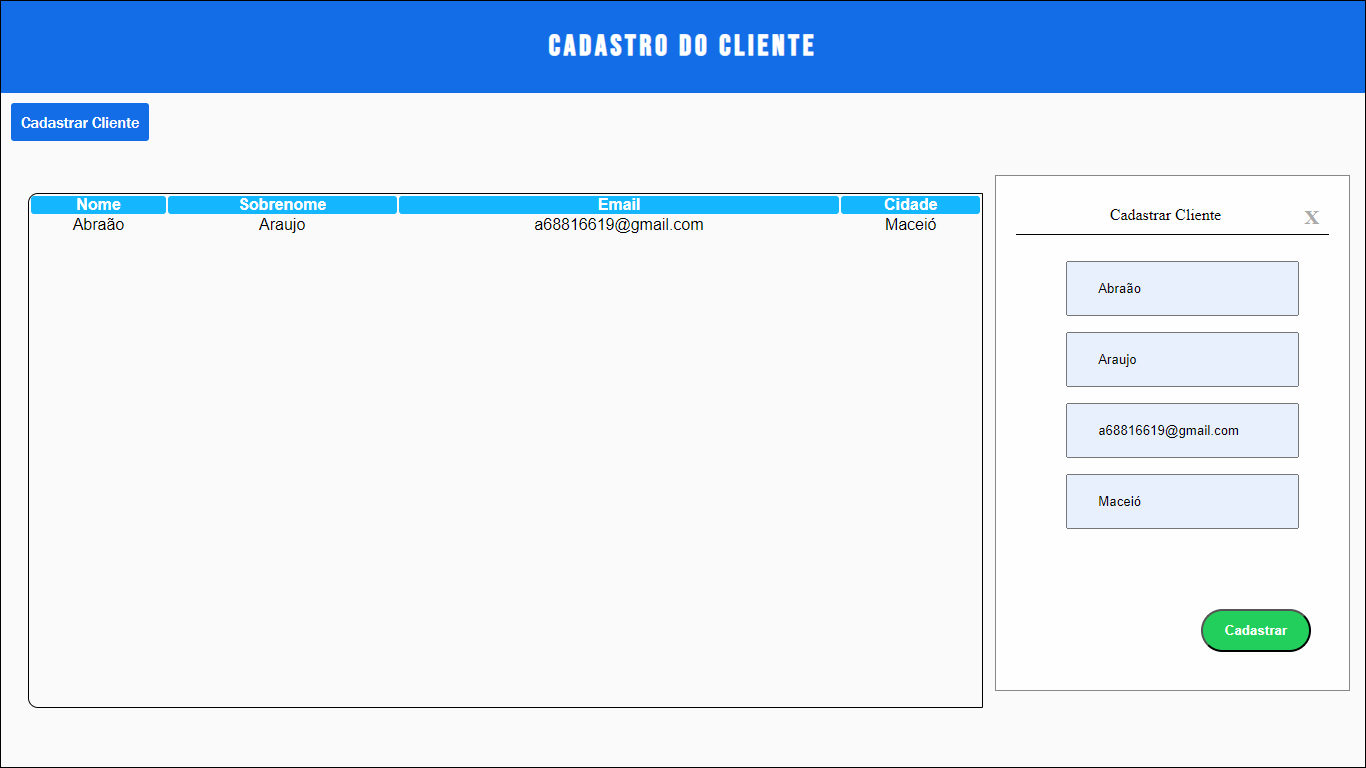 CADASTRO DO CLIENTE
Cadastrar Cliente
Nome Sobrenome Email Cidade
Abraão Araujo a68816619@gmail.com Maceió
Cadastrar Cliente X
Abraão
Araujo
a68816619@gmail.com
Maceió
Cadastrar